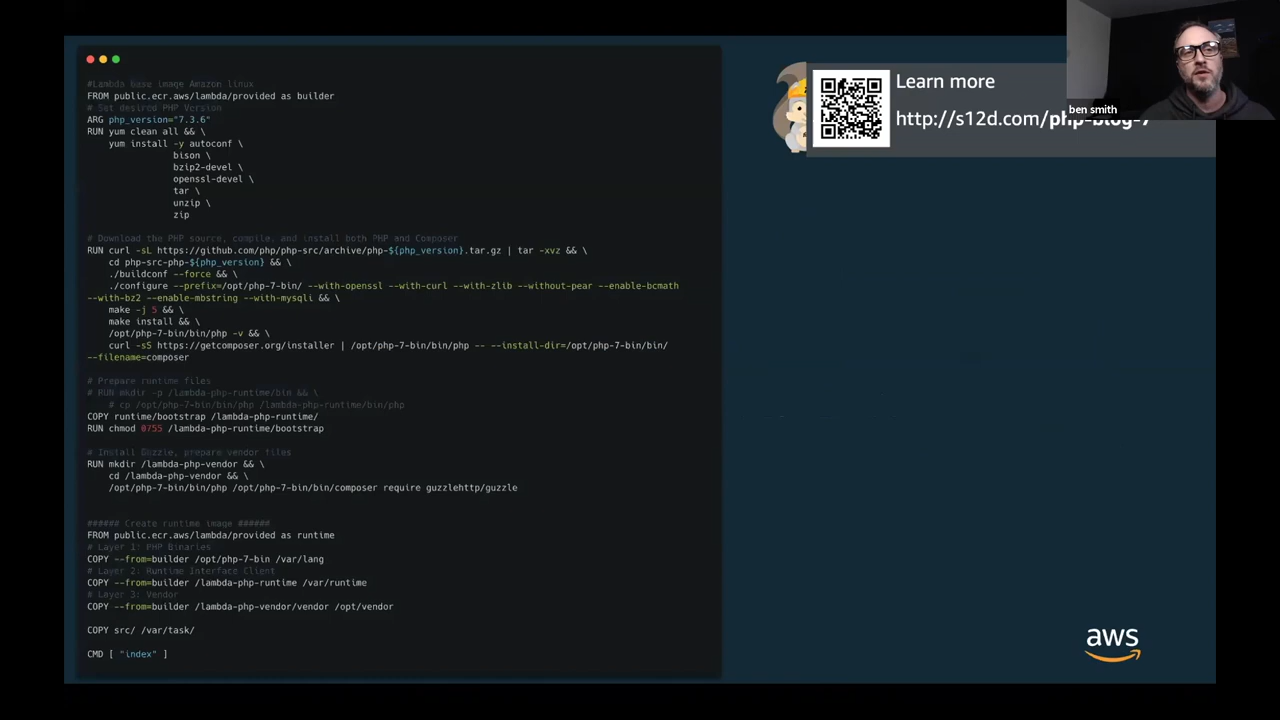 #Lambda base image Amazon linux
FROM public.ecr.aws/lambda/provided as builder
# Set desired PHP Version
ARG php_version="7.3.6"
RUN yum clean all && \
yum install -y autoconf \
bison \
bzip2-devel \
openssl-devel \
tar \
unzip \
zip
# Download the PHP source, compile, and install both PHP and Composer
RUN curl -sL https://github.com/php/php-src/archive/php-${php_version}.tar.gz | tar -xvz && \
cd php-src-php-${php_version} && \
./buildconf --force && \
./configure --prefix=/opt/php-7-bin/ --with-openssl --with-curl --with-zlib --without-pear --enable-bcmath
--with-bz2 --enable-mbstring --with-mysqli && \
make -j 5 && \
make install && \
/opt/php-7-bin/bin/php -v && \
curl -sS https://getcomposer.org/installer | /opt/php-7-bin/bin/php -- --install-dir=/opt/php-7-bin/bin/
--filename=composer
# Prepare runtime files
# RUN mkdir -p /lambda-php-runtime/bin && \
# cp /opt/php-7-bin/bin/php /lambda-php-runtime/bin/php
COPY runtime/bootstrap /lambda-php-runtime/
RUN chmod 0755 /lambda-php-runtime/bootstrap
# Install Guzzle, prepare vendor files
RUN mkdir /lambda-php-vendor && \
cd /lambda-php-vendor && \
/opt/php-7-bin/bin/php /opt/php-7-bin/bin/composer require guzzlehttp/guzzle
###### Create runtime image ######
FROM public.ecr.aws/lambda/provided as runtime
# Layer 1: PHP Binaries
COPY --from=builder /opt/php-7-bin /var/lang
# Layer 2: Runtime Interface Client
COPY --from=builder /lambda-php-runtime /var/runtime
# Layer 3: Vendor
COPY --from=builder /lambda-php-vendor/vendor /opt/vendor
COPY src/ /var/task/
CMD [ "index" ]
Learn more
http://s12d.com/php-blog-7
ben smith
aws